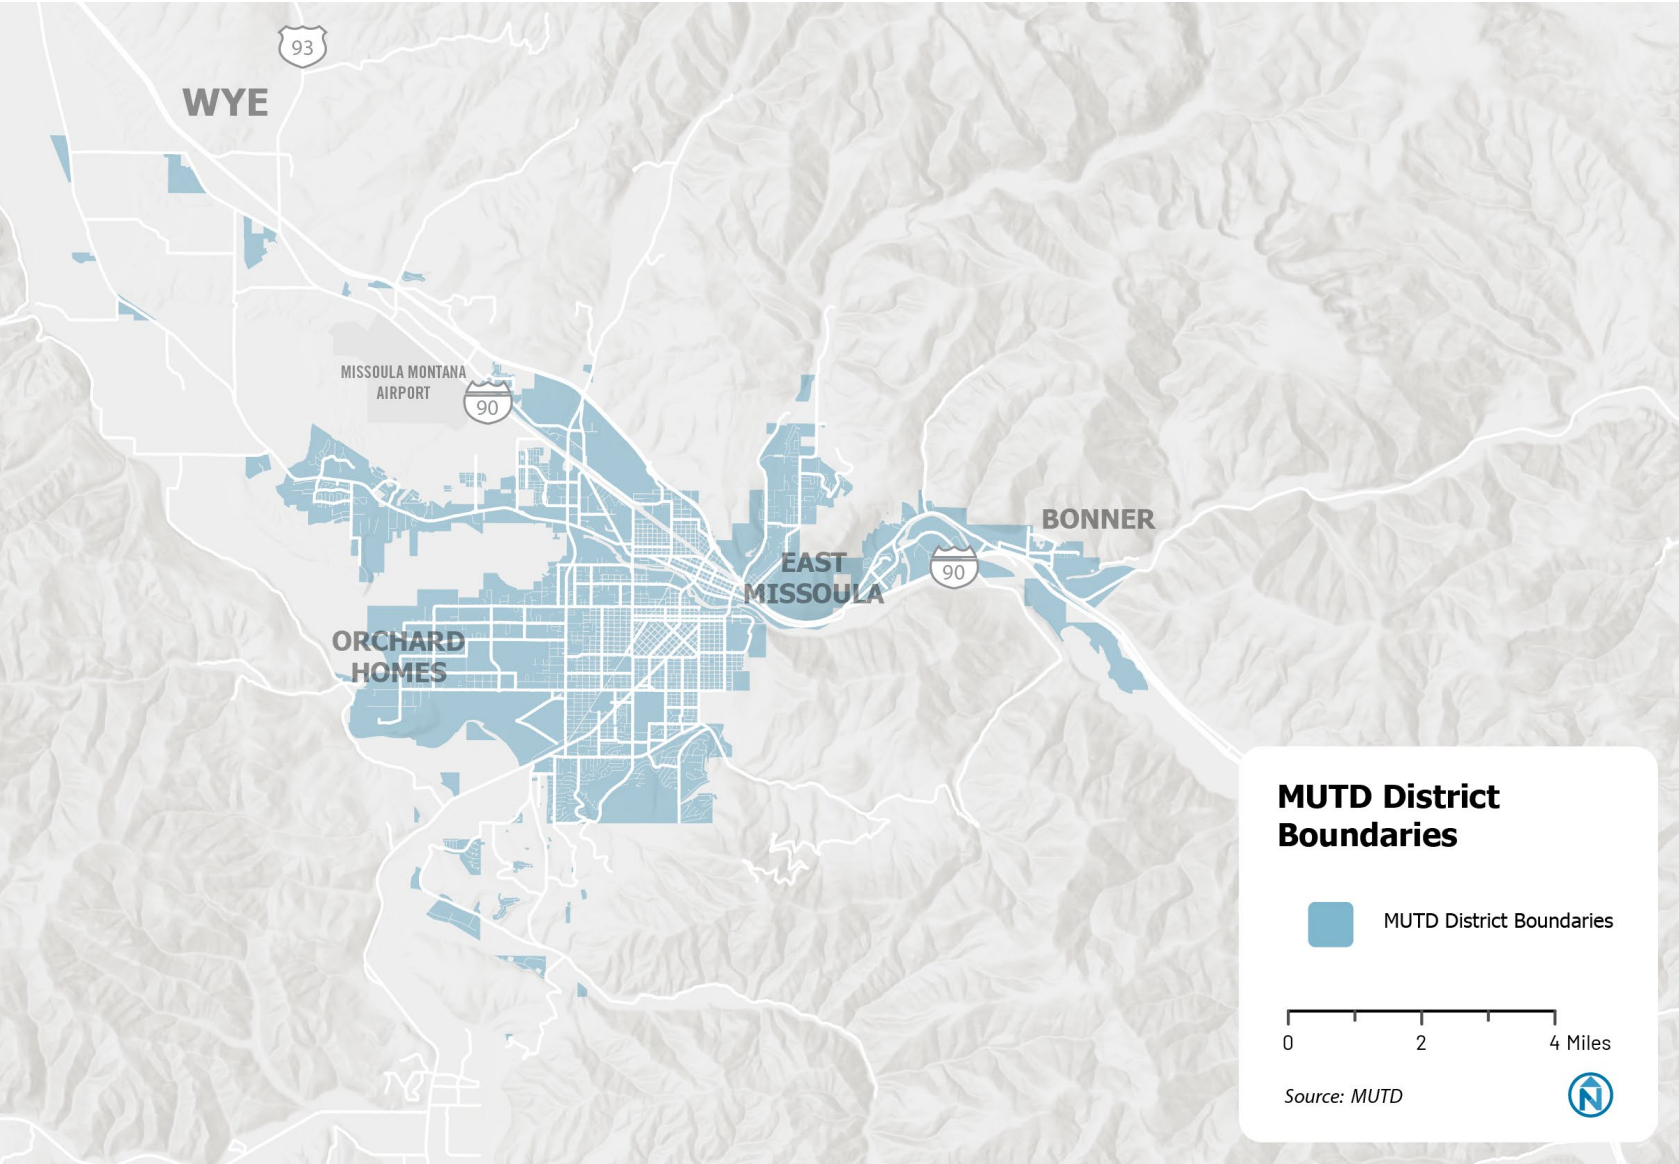 93
WYE
MISSOULA MONTANA
AIRPORT
90
BONNER
EAST
MISSOULA
90
ORCHARD
HOMES
MUTD District
Boundaries
MUTD District Boundaries
0 2 4 Miles
Source: MUTD
N